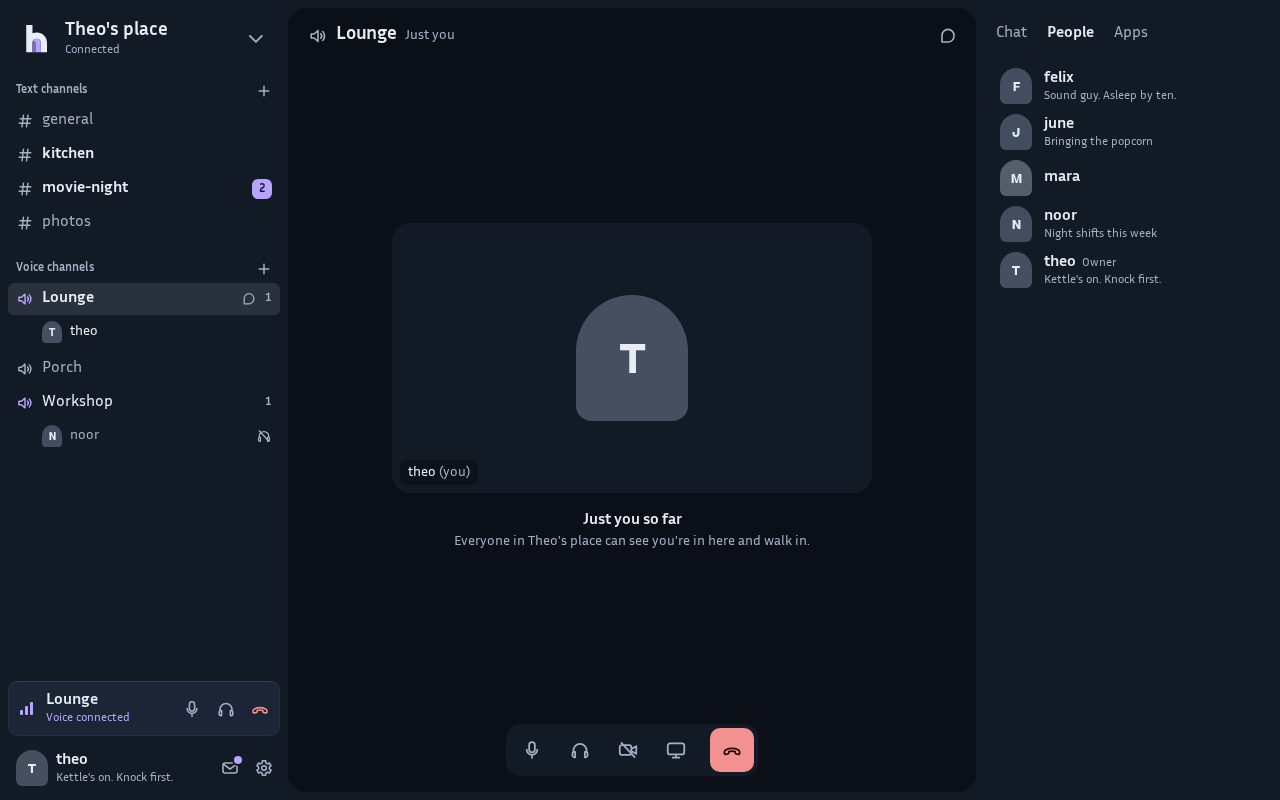 Theo's place
Connected
Text channels
general
kitchen
movie-night
2
photos
Voice channels
Lounge
1
T
theo
Porch
Workshop
1
N
noor
Lounge
Voice connected
T
theo
Kettle's on. Knock first.
Lounge
Just you
T
theo (you)
Just you so far
Everyone in Theo's place can see you're in here and walk in.
Chat
People
Apps
F
felix
Sound guy. Asleep by ten.
J
june
Bringing the popcorn
M
mara
N
noor
Night shifts this week
T
theo Owner
Kettle's on. Knock first.